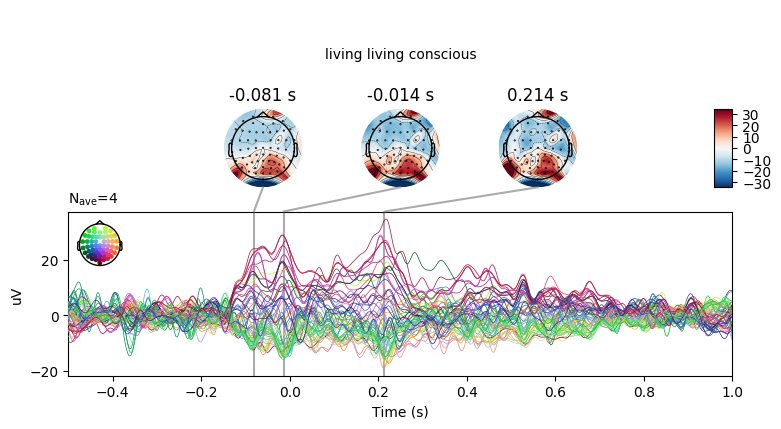 living living conscious
-0.081 s -0.014 s 0.214 s
30
20
10
0
−10
−20
−30
Nave=4
20
0
−20
uV
−0.4 −0.2 0.0 0.2 0.4 0.6 0.8 1.0
Time (s)